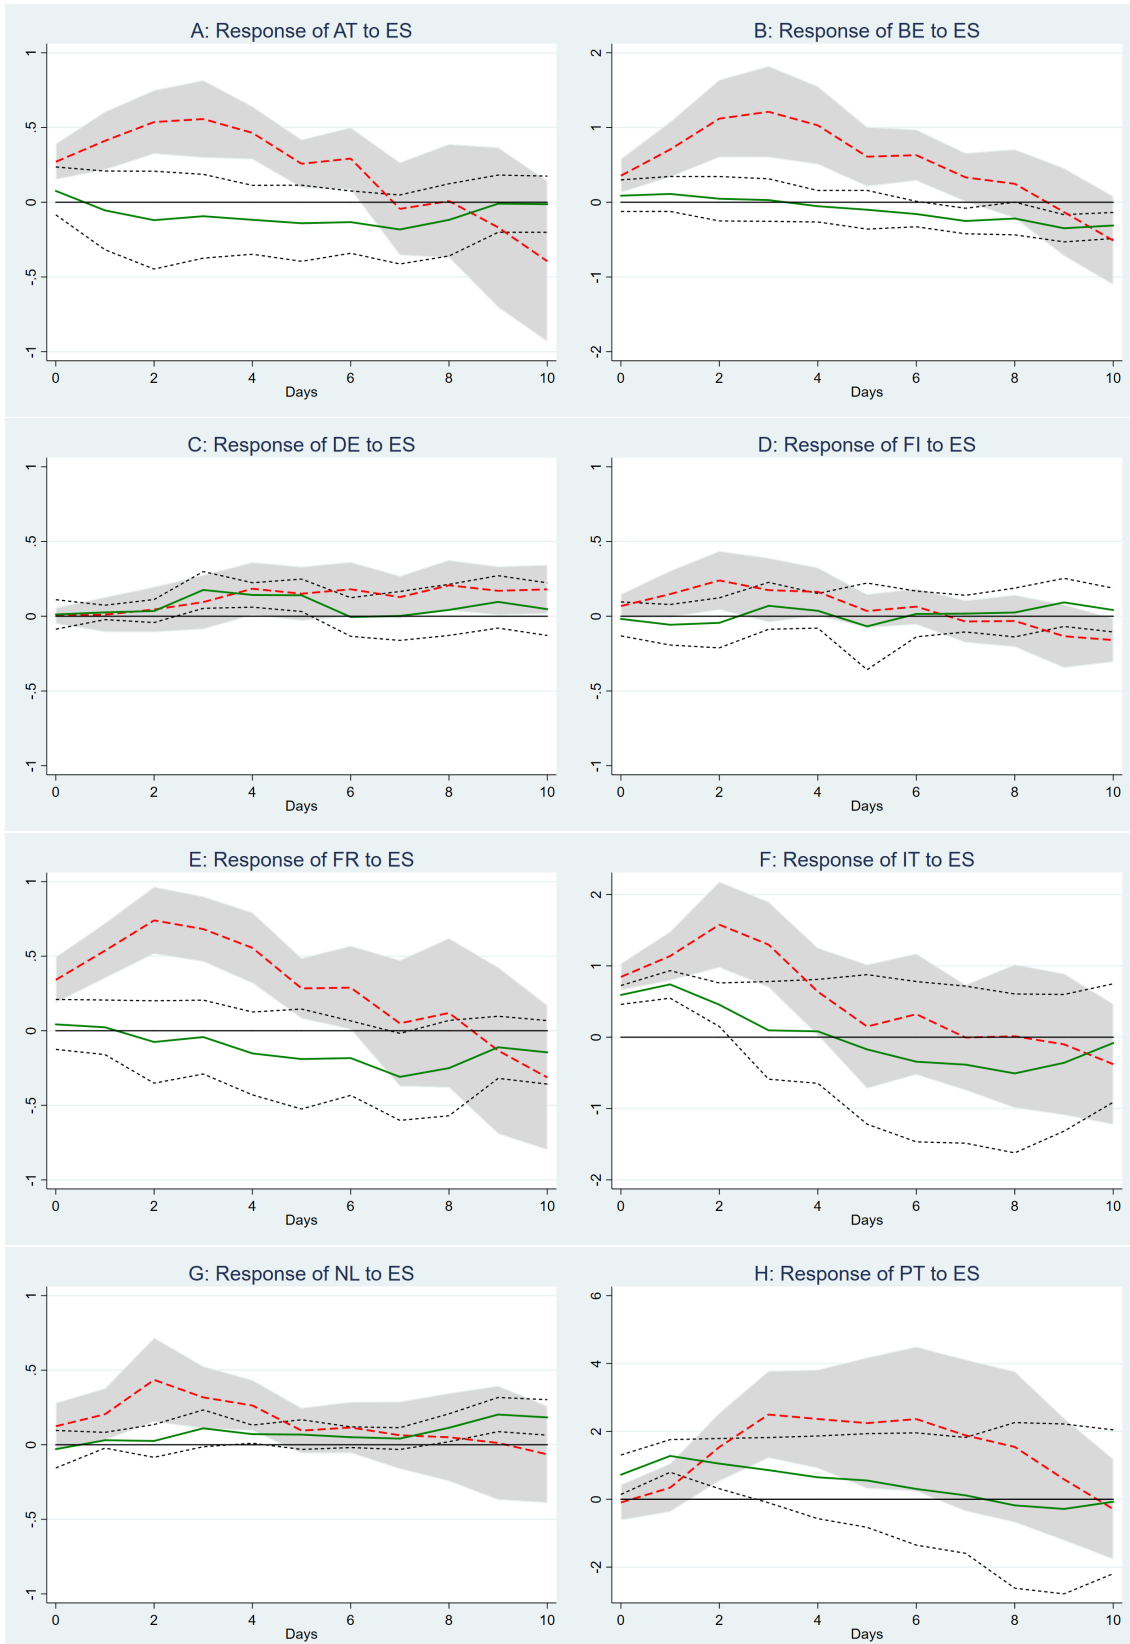 A: Response of AT to ES
1
.5
0
-.5
-1
0 2 4 6 8 10
Days
B: Response of BE to ES
2
1
0
-1
-2
0 2 4 6 8 10
Days
C: Response of DE to ES
1
.5
0
-.5
-1
0 2 4 6 8 10
Days
D: Response of FI to ES
1
.5
0
-.5
-1
0 2 4 6 8 10
Days
E: Response of FR to ES
1
.5
0
-.5
-1
0 2 4 6 8 10
Days
F: Response of IT to ES
2
1
0
-1
-2
0 2 4 6 8 10
Days
G: Response of NL to ES
1
.5
0
-.5
-1
0 2 4 6 8 10
Days
H: Response of PT to ES
6
4
2
0
-2
0 2 4 6 8 10
Days